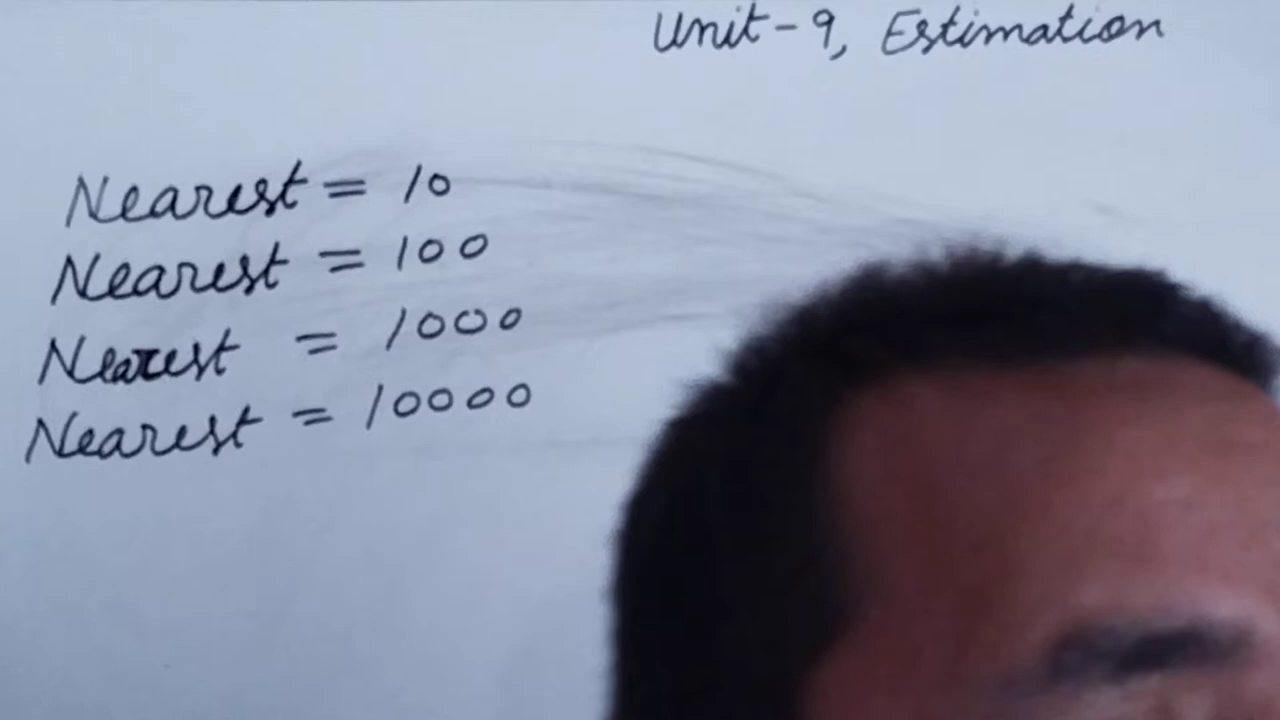 Unit-9, Estimation
Nearest = 10
Nearest = 100
Nearest = 1000
Nearest = 10000